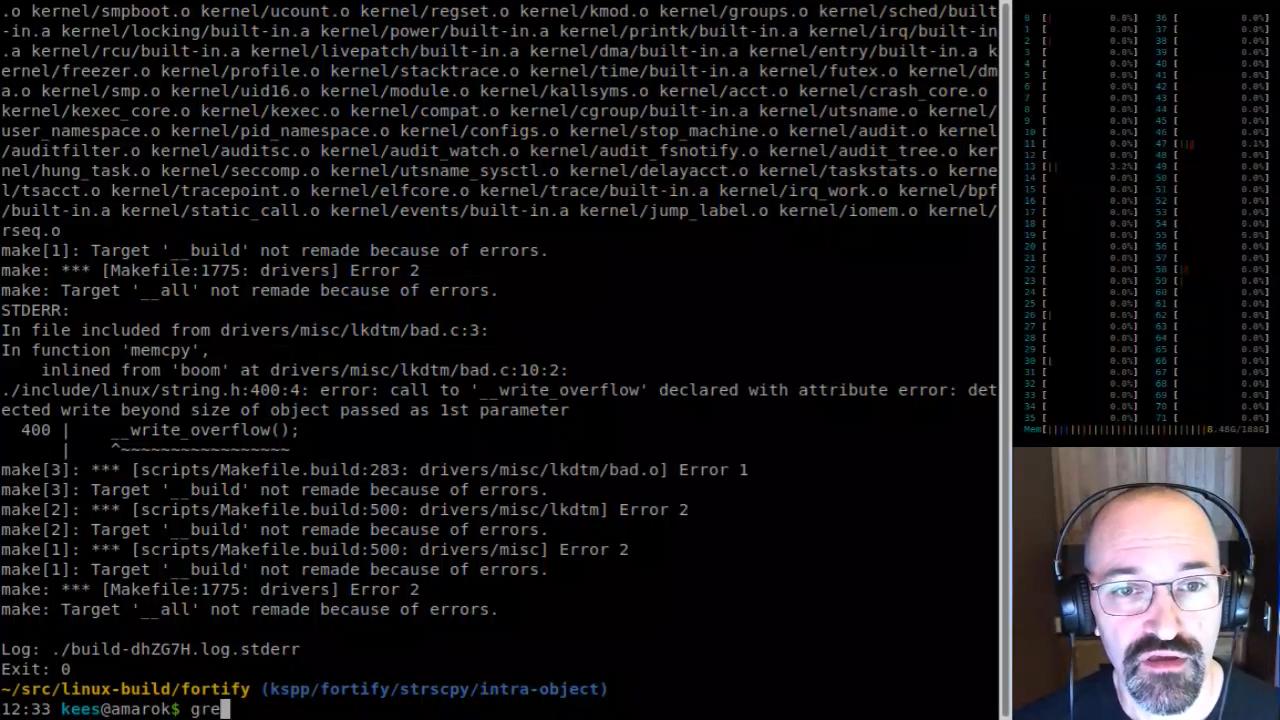 .o kernel/smpboot.o kernel/ucount.o kernel/regset.o kernel/kmod.o kernel/groups.o kernel/sched/built
-in.a kernel/locking/built-in.a kernel/power/built-in.a kernel/printk/built-in.a kernel/irq/built-in
.a kernel/rcu/built-in.a kernel/livepatch/built-in.a kernel/dma/built-in.a kernel/entry/built-in.a k
ernel/freezer.o kernel/profile.o kernel/stacktrace.o kernel/time/built-in.a kernel/futex.o kernel/dm
a.o kernel/smp.o kernel/uid16.o kernel/module.o kernel/kallsyms.o kernel/acct.o kernel/crash_core.o
kernel/kexec_core.o kernel/kexec.o kernel/compat.o kernel/cgroup/built-in.a kernel/utsname.o kernel/
user_namespace.o kernel/pid_namespace.o kernel/configs.o kernel/stop_machine.o kernel/audit.o kernel
/auditfilter.o kernel/auditsc.o kernel/audit_watch.o kernel/audit_fsnotify.o kernel/audit_tree.o ker
nel/hung_task.o kernel/seccomp.o kernel/utsname_sysctl.o kernel/delayacct.o kernel/taskstats.o kerne
l/tsacct.o kernel/tracepoint.o kernel/elfcore.o kernel/trace/built-in.a kernel/irq_work.o kernel/bpf
/built-in.a kernel/static_call.o kernel/events/built-in.a kernel/jump_label.o kernel/iomem.o kernel/
rseq.o
make[1]: Target '__build' not remade because of errors.
make: *** [Makefile:1775: drivers] Error 2
make: Target '__all' not remade because of errors.
STDERR:
In file included from drivers/misc/lkdtm/bad.c:3:
In function 'memcpy',
    inlined from 'boom' at drivers/misc/lkdtm/bad.c:10:2:
./include/linux/string.h:400:4: error: call to '__write_overflow' declared with attribute error: det
ected write beyond size of object passed as 1st parameter
  400 |    __write_overflow();
      |    ^~~~~~~~~~~~~~~~~~
make[3]: *** [scripts/Makefile.build:283: drivers/misc/lkdtm/bad.o] Error 1
make[3]: Target '__build' not remade because of errors.
make[2]: *** [scripts/Makefile.build:500: drivers/misc/lkdtm] Error 2
make[2]: Target '__build' not remade because of errors.
make[1]: *** [scripts/Makefile.build:500: drivers/misc] Error 2
make[1]: Target '__build' not remade because of errors.
make: *** [Makefile:1775: drivers] Error 2
make: Target '__all' not remade because of errors.
Log: ./build-dhZG7H.log.stderr
Exit: 0
~/src/linux-build/fortify (kspp/fortify/strscpy/intra-object)
12:33 kees@amarok$ gre